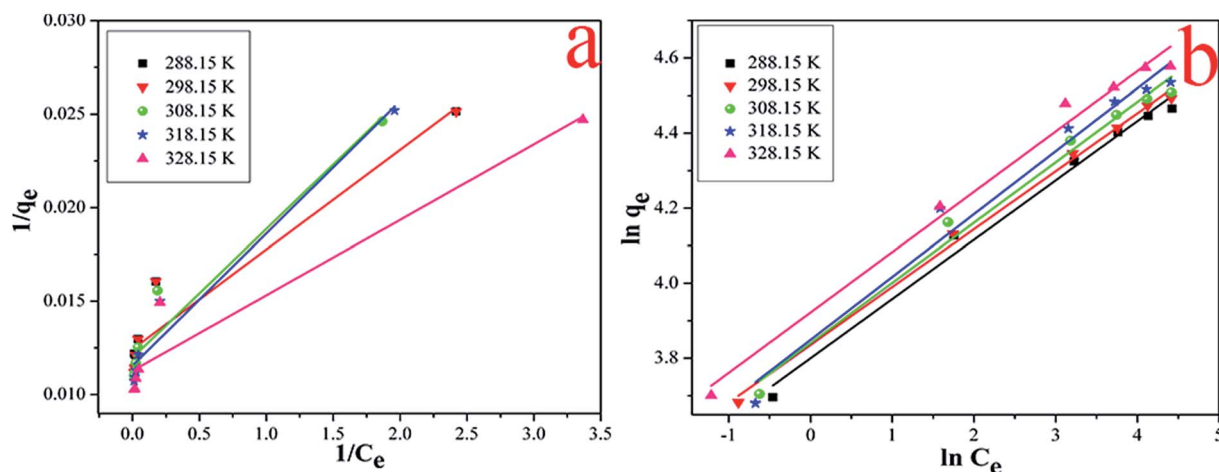 a
288.15 K
298.15 K
308.15 K
318.15 K
328.15 K
0.030
0.025
0.020
0.015
0.010
1/qe
0.0 0.5 1.0 1.5 2.0 2.5 3.0 3.5
1/Ce
b
288.15 K
298.15 K
308.15 K
318.15 K
328.15 K
4.6
4.4
4.2
4.0
3.8
ln qe
-1 0 1 2 3 4 5
ln Ce